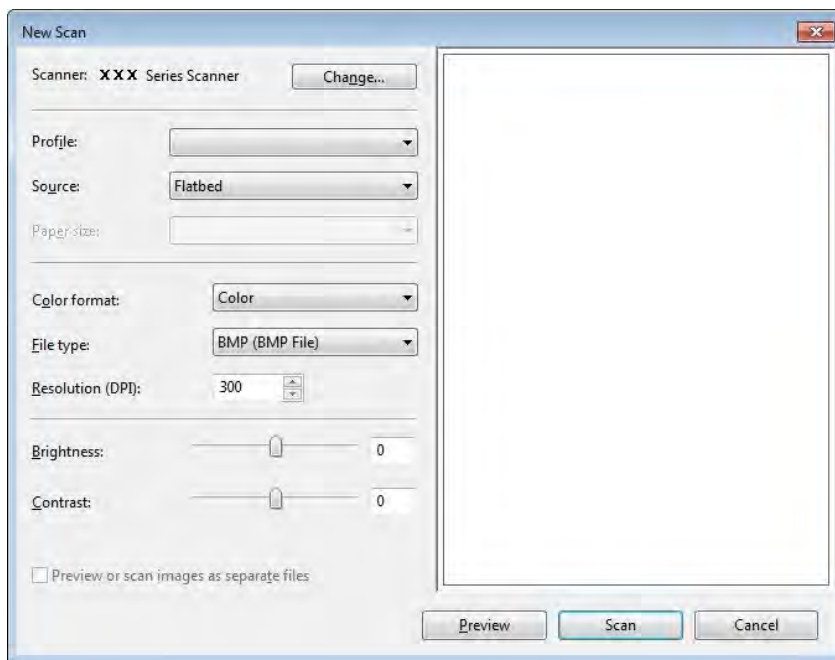 New Scan
Scanner: XXX Series Scanner Change...
Profile:
Source: Flatbed
Paper size:
Color format: Color
File type: BMP (BMP File)
Resolution (DPI): 300
Brightness: 0
Contrast: 0
Preview or scan images as separate files
Preview Scan Cancel